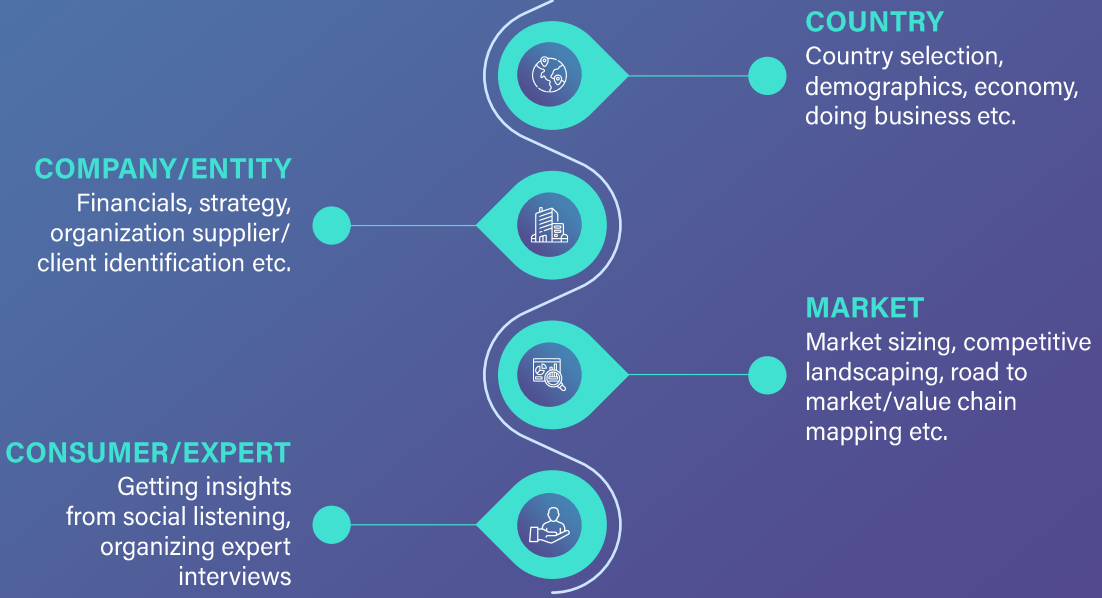 COUNTRY
Country selection,
demographics, economy,
doing business etc.
COMPANY/ENTITY
Financials, strategy,
organization supplier/
client identification etc.
MARKET
Market sizing, competitive
landscaping, road to
market/value chain
mapping etc.
CONSUMER/EXPERT
Getting insights
from social listening,
organizing expert
interviews